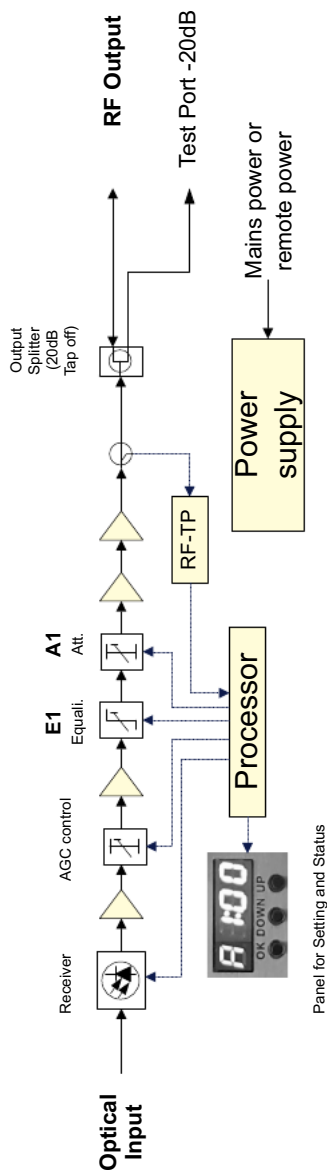 Optical
Input
Receiver
AGC control
E1
Equali.
A1
Att.
Output
Splitter
(20dB
Tap off)
RF Output
Test Port -20dB
RF-TP
Processor
Power
supply
Mains power or
remote power
A 1:00
OK DOWN UP
Panel for Setting and Status